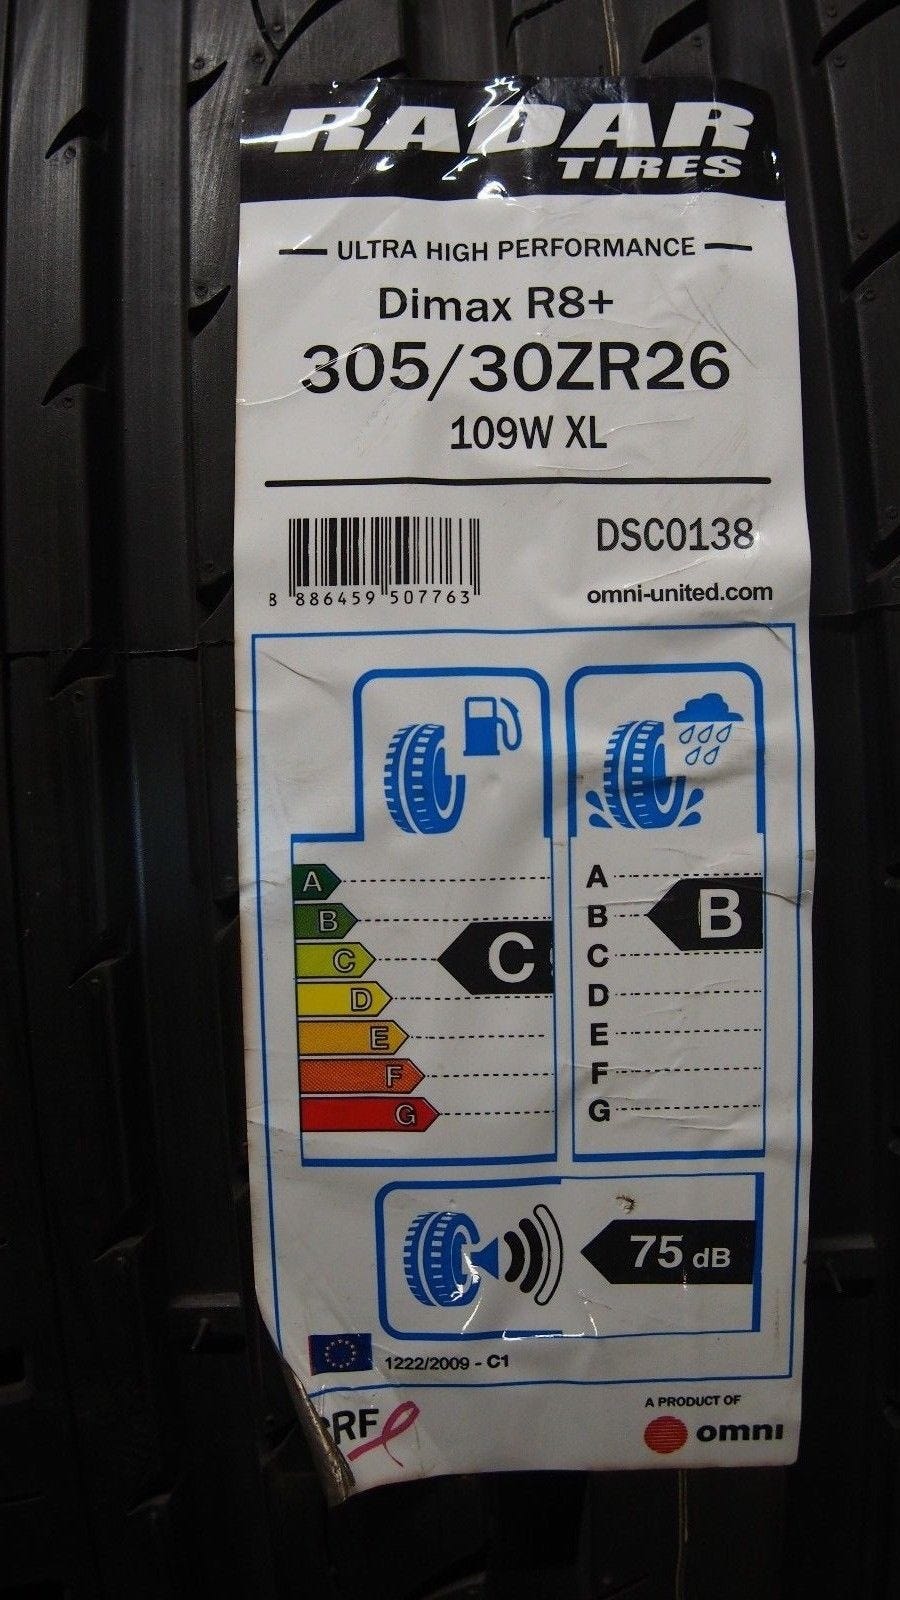 RADAR
TIRES
ULTRA HIGH PERFORMANCE
Dimax R8+
305/30ZR26
109W XL
DSC0138
8 886459 507763
omni-united.com
A
B
C
D
E
F
G
C
A
B
C
D
E
F
G
B
75 dB
1222/2009 - C1
A PRODUCT OF
omni